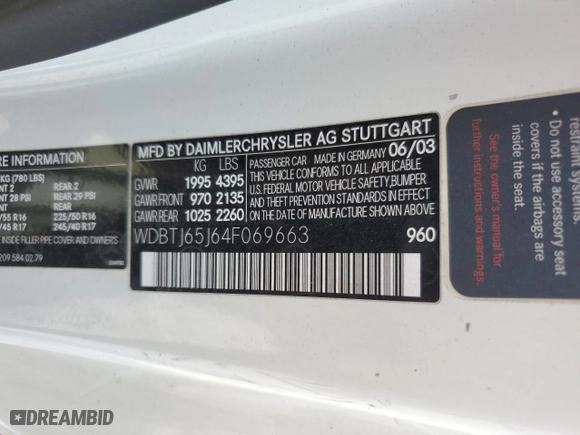 RE INFORMATION
KG (780 LBS)
NT 2 REAR 2
NT 28 PSI REAR 29 PSI
NT REAR
/55 R16 225/50 R16
/45 R17 245/40 R17
INSIDE FILLER PIPE COVER OR
209 584 02 79
MFD BY DAIMLERCHRYSLER AG STUTTGART
KG LBS
GVWR 1995 4395
GAWR FRONT 970 2135
GAWR REAR 1025 2260
PASSENGER CAR MADE IN GERMANY 06/03
THIS VEHICLE CONFORMS TO ALL APPLICABLE
U.S. FEDERAL MOTOR VEHICLE SAFETY, BUMPER
AND THEFT PREVENTION STANDARDS IN
EFFECT ON THE DATE OF MANUFACTURE
SHOWN ABOVE.
WDBTJ65J64F069663 960
restraint systems.
• Do not use accessory seat
covers if the airbags are
in the seat.
See the owner's manual for
further instructions.
DREAMBID